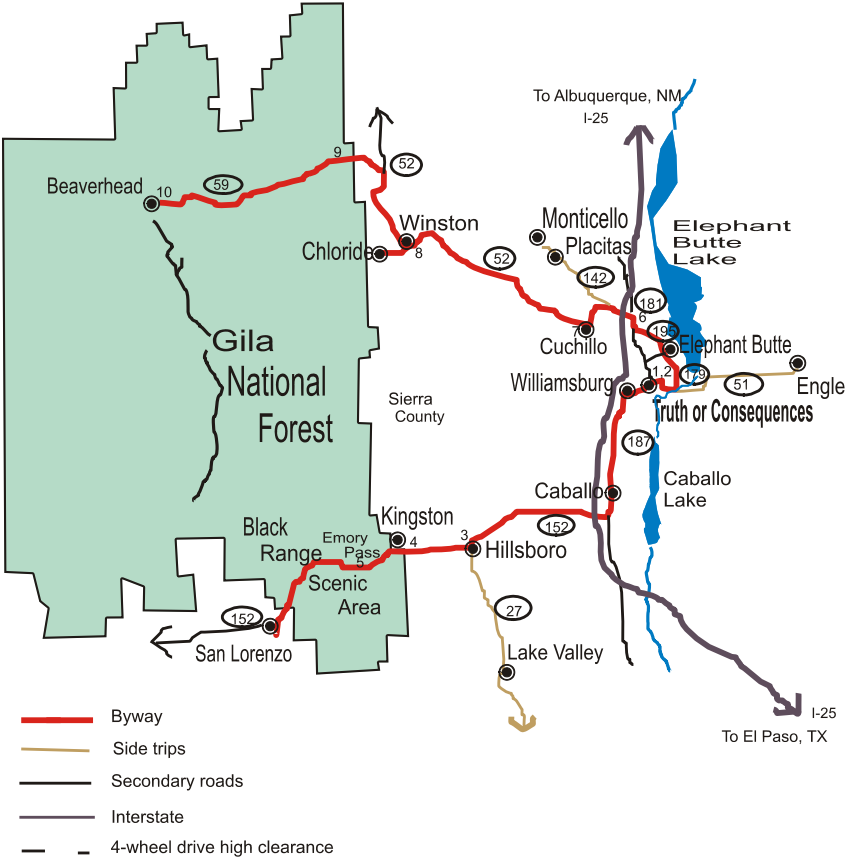 To Albuquerque, NM
I-25
9
52
Beaverhead
10
59
Monticello
Winston
Placitas
Elephant
Butte
Lake
Chloride
8
52
142
181
6
195
7
Cuchillo
Elephant Butte
Gila
National
Forest
Williamsburg
1,2
179
51
Engle
Sierra
County
Truth or Consequences
187
Caballo
Caballo
Lake
Kingston
152
Black
Range
Emory
Pass
5
4
3
Hillsboro
Scenic
Area
152
27
San Lorenzo
Lake Valley
I-25
To El Paso, TX
Byway
Side trips
Secondary roads
Interstate
4-wheel drive high clearance